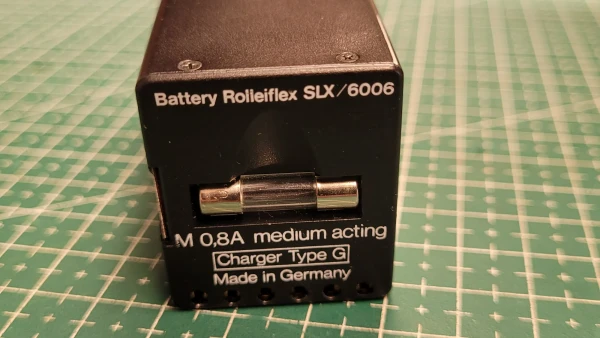 Battery Rolleiflex SLX/6006
M 0,8A medium acting
Charger Type G
Made in Germany